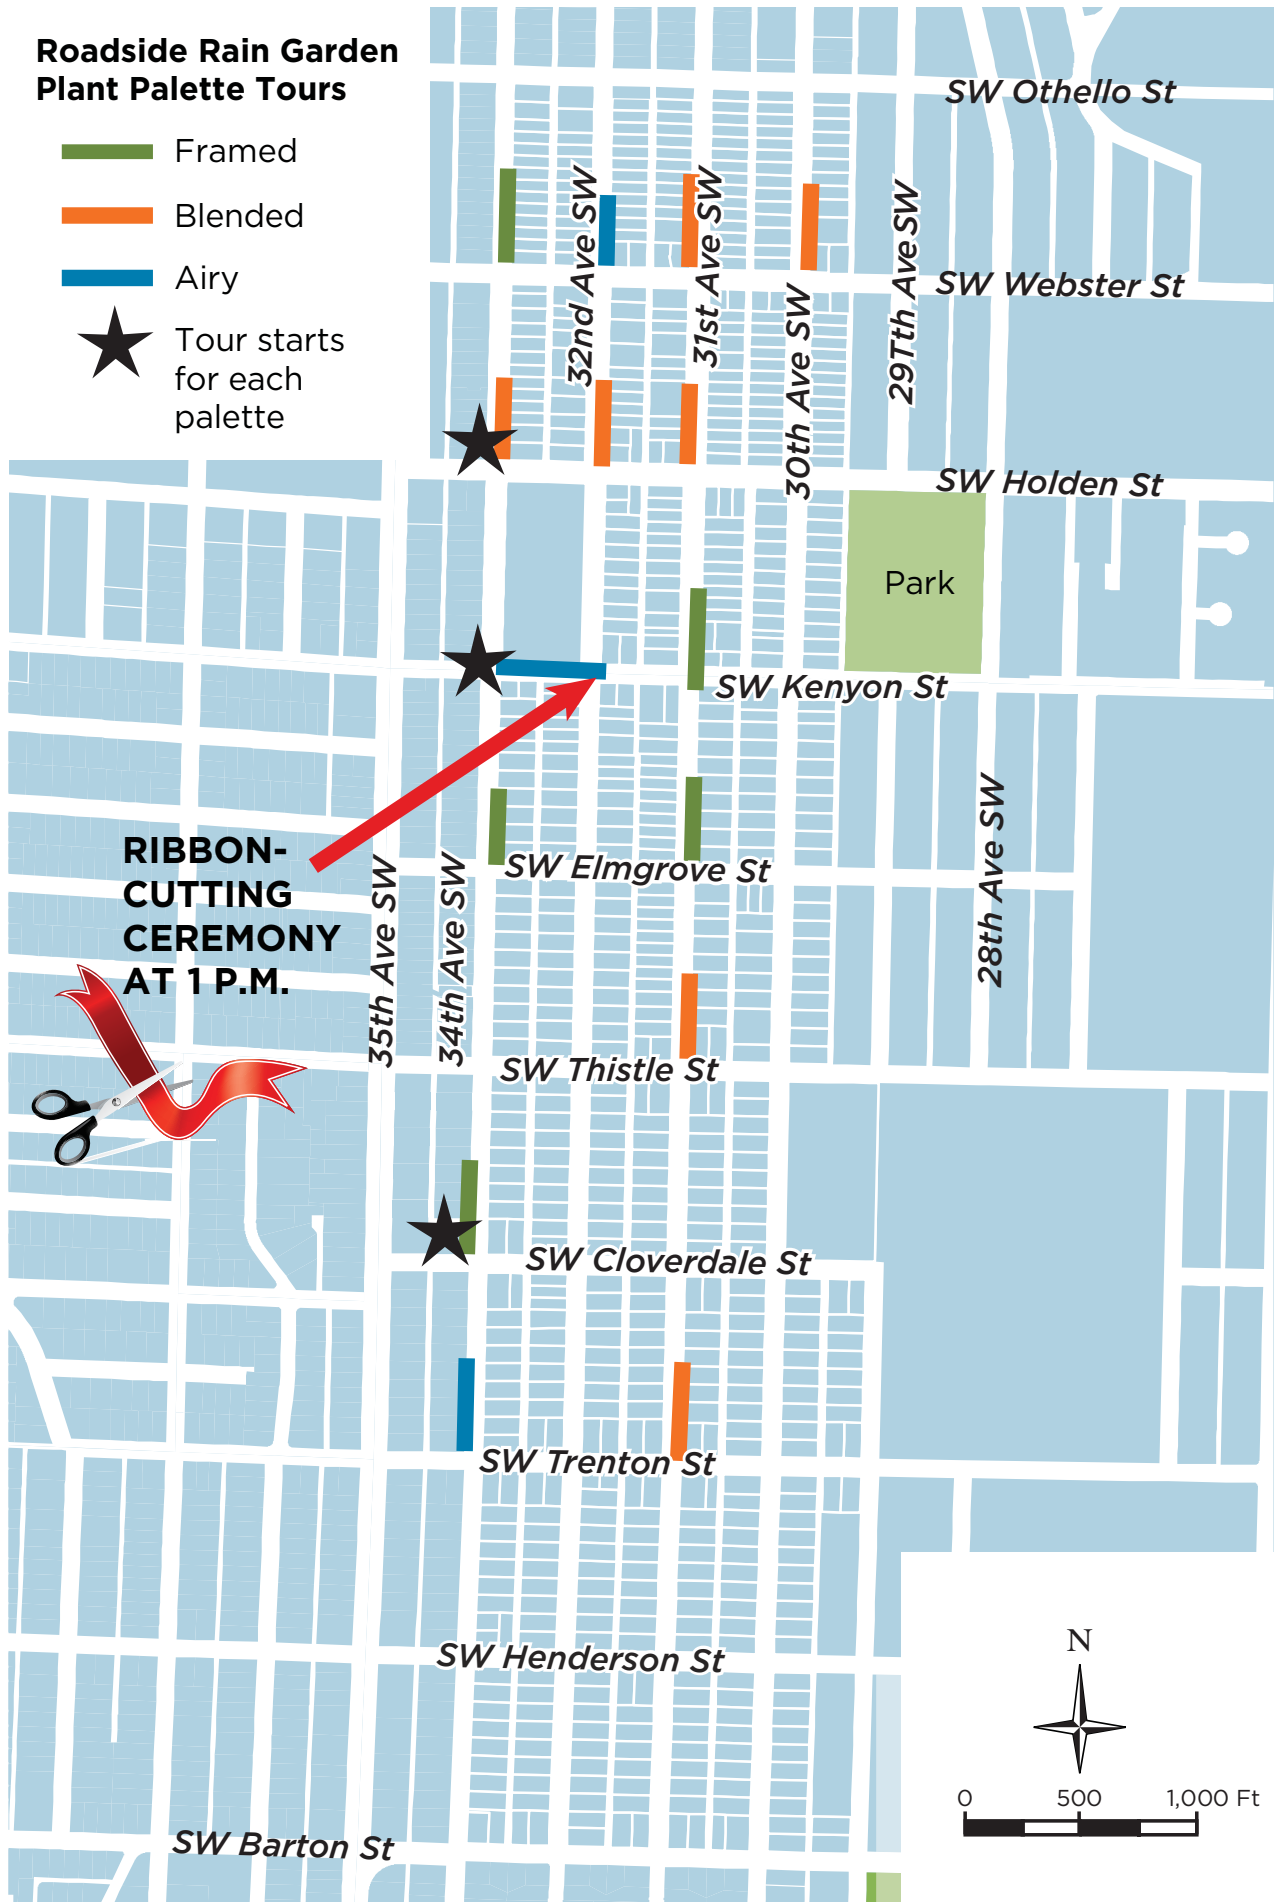 Roadside Rain Garden
Plant Palette Tours
Framed
Blended
Airy
Tour starts
for each
palette
SW Othello St
32nd Ave SW
31st Ave SW
30th Ave SW
29Tth Ave SW
SW Webster St
SW Holden St
Park
SW Kenyon St
RIBBON-
CUTTING
CEREMONY
AT 1 P.M.
35th Ave SW
34th Ave SW
SW Elmgrove St
28th Ave SW
SW Thistle St
SW Cloverdale St
SW Trenton St
SW Henderson St
SW Barton St
N
0 500 1,000 Ft